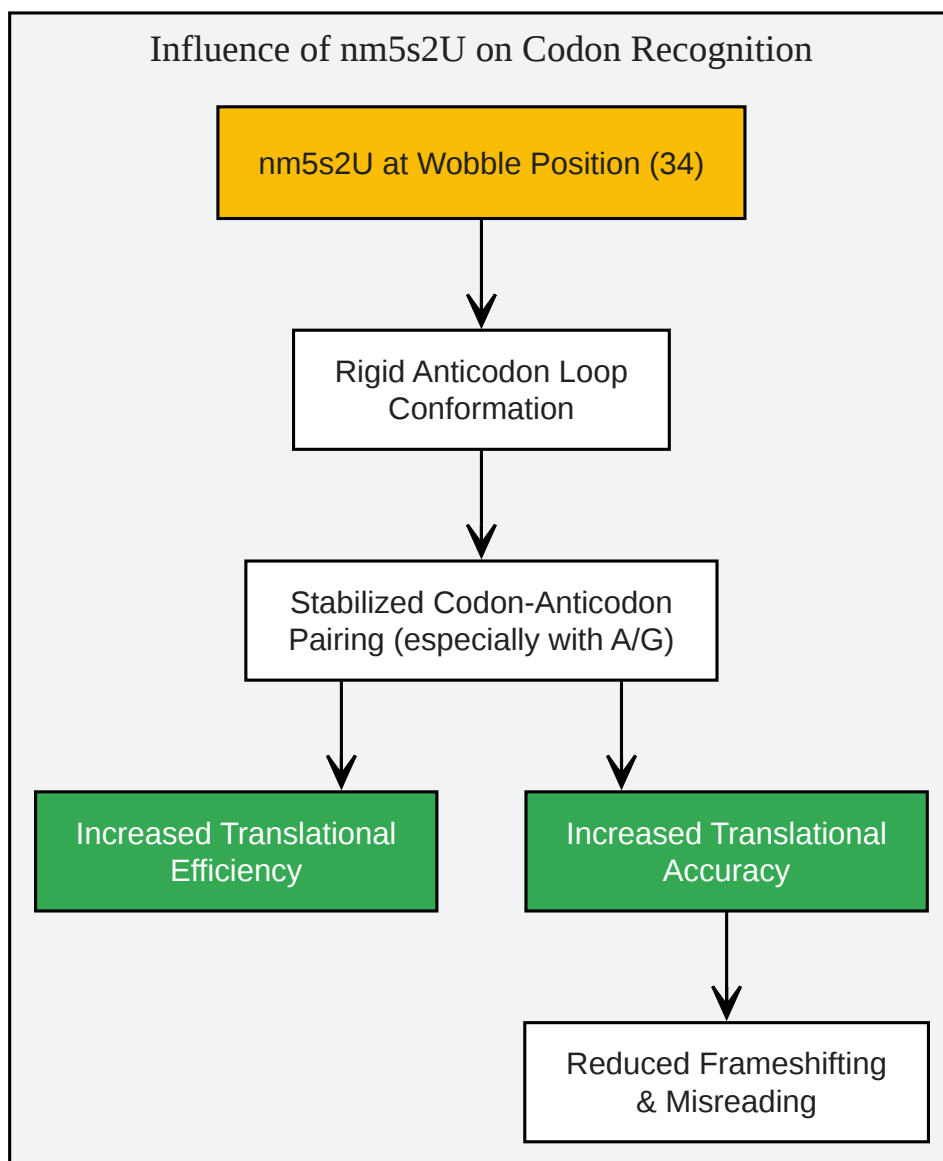 Influence of nm5s2U on Codon Recognition
nm5s2U at Wobble Position (34)
Rigid Anticodon Loop
Conformation
Stabilized Codon-Anticodon
Pairing (especially with A/G)
Increased Translational
Efficiency
Increased Translational
Accuracy
Reduced Frameshifting
& Misreading